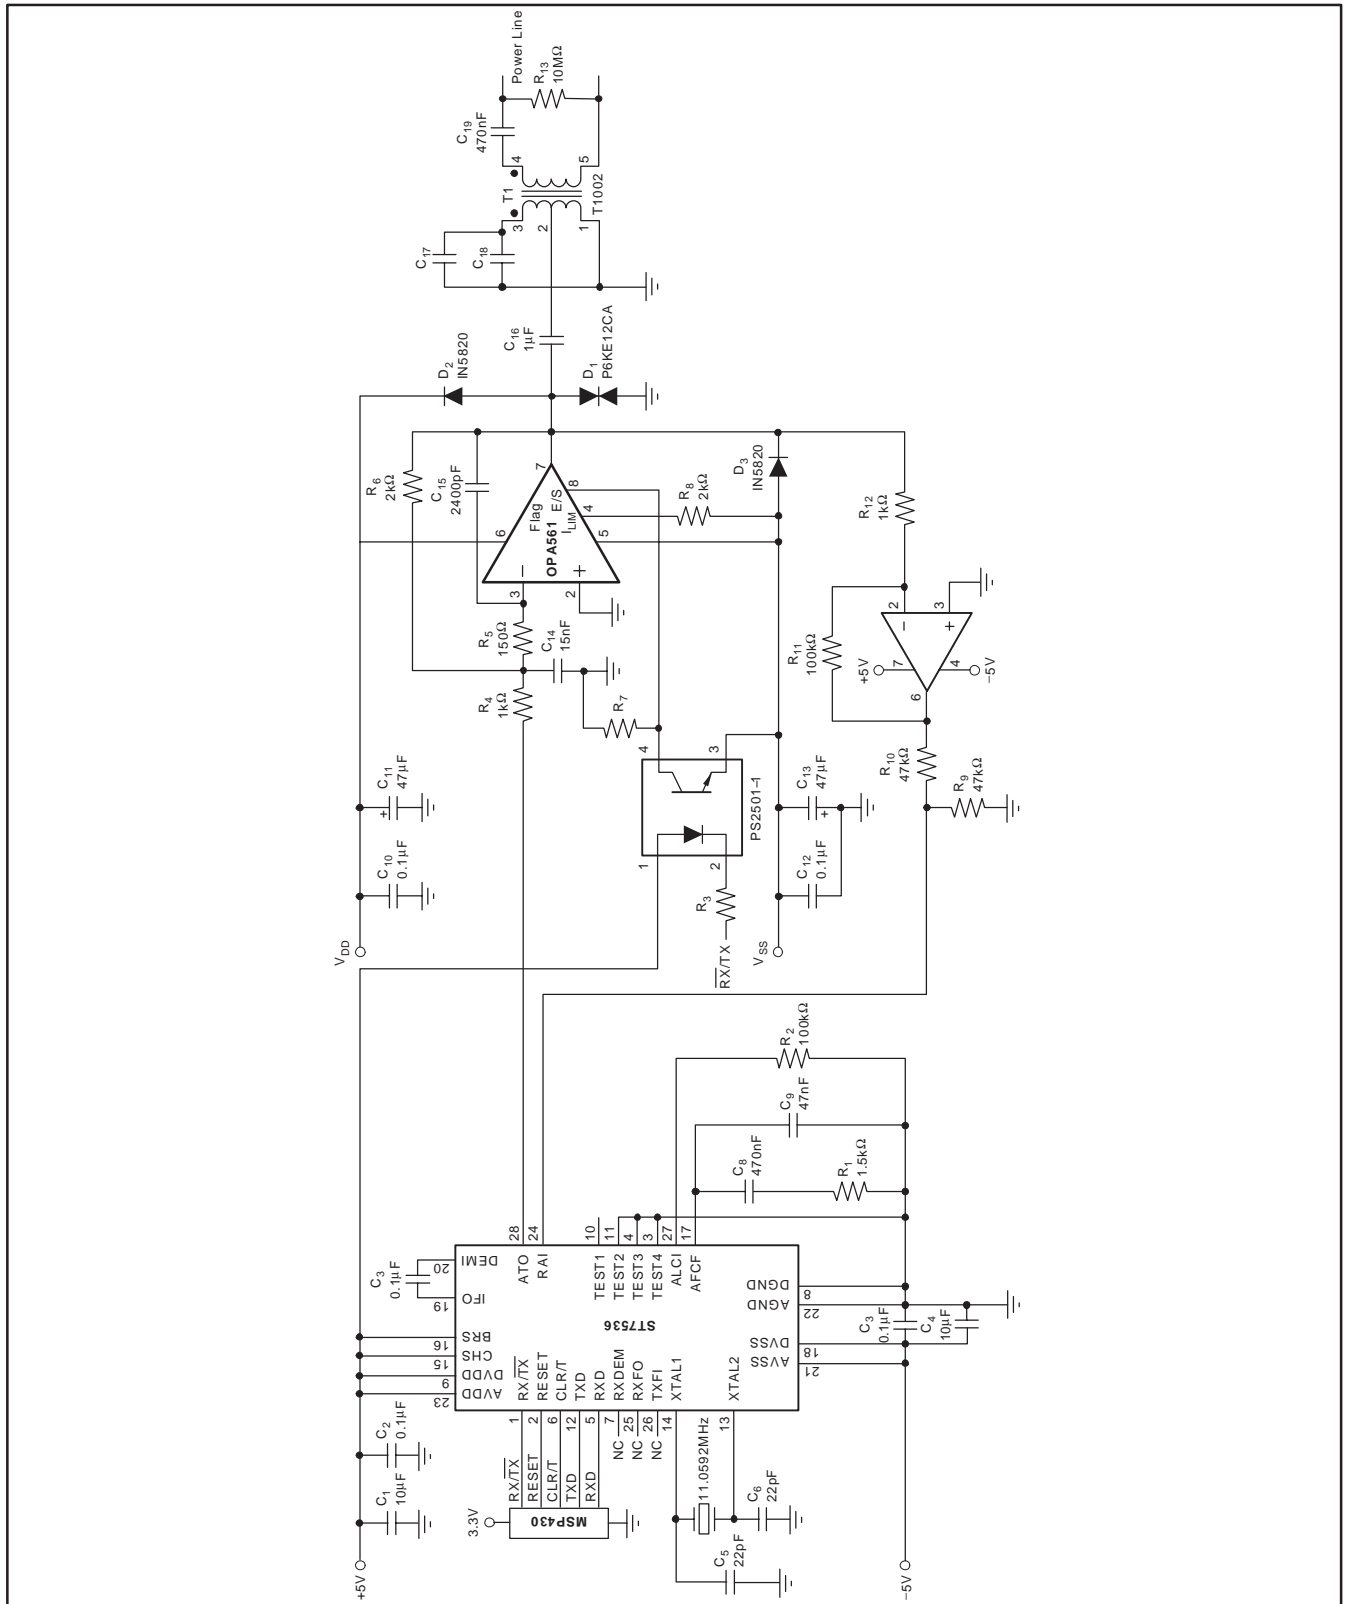 Power Line
R13
10MΩ
C19
470nF
4
5
T1
T1002
3
2
1
C17
C18
C16
1µF
D2
IN5820
D1
P6KE12CA
R6
2kΩ
C15
2400pF
7
8
E/S
Flag
6
4
ILIM
5
OPA561
R8
2kΩ
D3
IN5820
R12
1kΩ
–
3
+
2
R5
150Ω
C14
15nF
R4
1kΩ
R7
R11
100kΩ
2
–
3
+
+5V
7
4
–5V
6
R10
47kΩ
R9
47kΩ
C11
47µF
+
C10
0.1µF
VDD
4
3
PS2501-1
1
2
R3
RX/TX
C13
47µF
+
C12
0.1µF
VSS
R2
100kΩ
C9
47nF
C8
470nF
R1
1.5kΩ
28
24
10
11
4
3
27
17
ATO
RAI
TEST1
TEST2
TEST3
TEST4
ALCI
AFCF
C3
0.1µF
20
DEMI
19
IFO
16
BRS
15
CHS
9
DVDD
23
AVDD
ST7536
DGND
8
AGND
22
DVSS
18
AVSS
21
C3
0.1µF
C4
10µF
RX/TX
RESET
CLR/T
TXD
RXD
RXDEM
RXFO
TXFI
XTAL1
XTAL2
1
2
6
12
5
7
25
26
14
13
NC
NC
NC
RX/TX
RESET
CLR/T
TXD
RXD
C2
0.1µF
C1
10µF
3.3V
MSP430
11.0592MHz
C6
22pF
C5
22pF
+5V
–5V